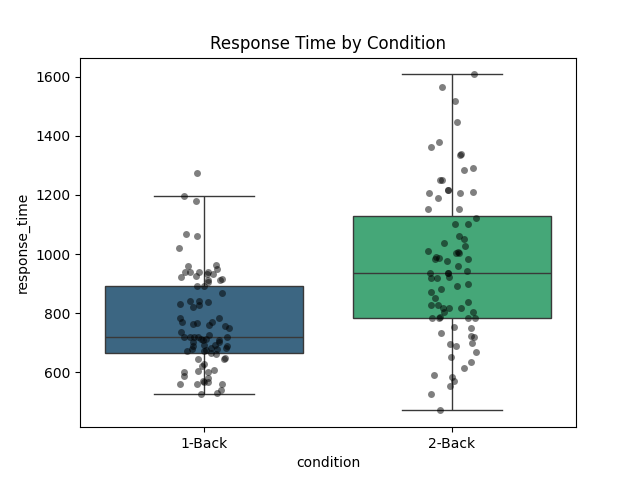 Response Time by Condition
response_time
1600
1400
1200
1000
800
600
1-Back
2-Back
condition